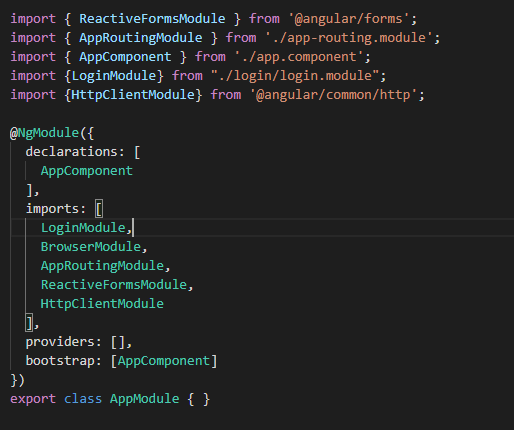 import { ReactiveFormsModule } from '@angular/forms';
import { AppRoutingModule } from './app-routing.module';
import { AppComponent } from './app.component';
import {LoginModule} from "./login/login.module";
import {HttpClientModule} from '@angular/common/http';
@NgModule({
declarations: [
AppComponent
],
imports: [
LoginModule,
BrowserModule,
AppRoutingModule,
ReactiveFormsModule,
HttpClientModule
],
providers: [],
bootstrap: [AppComponent]
})
export class AppModule { }